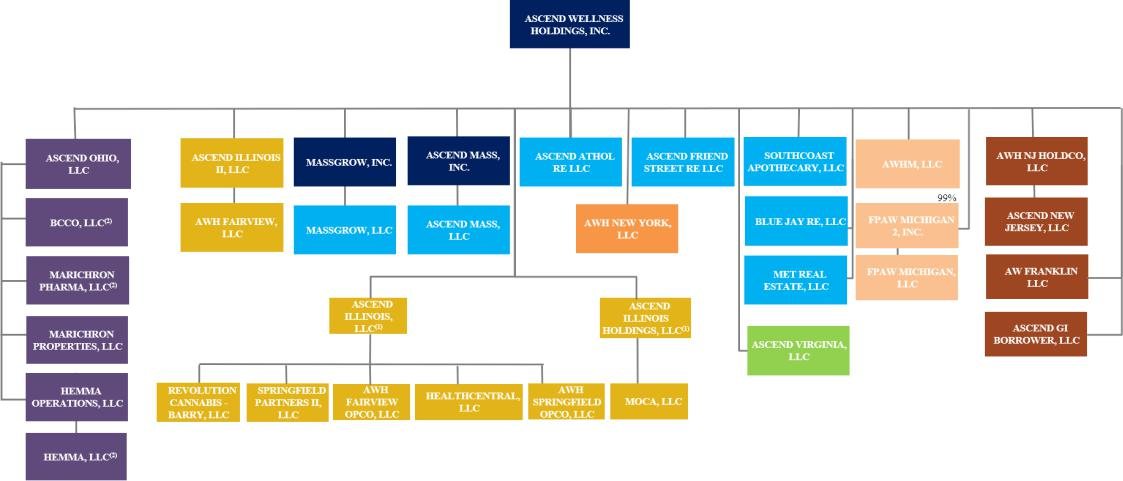 ASCEND WELLNESS
HOLDINGS, INC.
ASCEND OHIO,
LLC
BCCO, LLC(2)
MARICHRON
PHARMA, LLC(2)
MARICHRON
PROPERTIES, LLC
HEMMA
OPERATIONS, LLC
HEMMA, LLC(2)
ASCEND ILLINOIS
II, LLC
AWH FAIRVIEW,
LLC
MASSGROW, INC.
MASSGROW, LLC
ASCEND MASS,
INC.
ASCEND MASS,
LLC
ASCEND ATHOL
RE LLC
ASCEND FRIEND
STREET RE LLC
AWH NEW YORK,
LLC
SOUTHCOAST
APOTHECARY, LLC
BLUE JAY RE, LLC
MET REAL
ESTATE, LLC
ASCEND VIRGINIA,
LLC
AWHM, LLC
99%
FPAW MICHIGAN
2, INC.
FPAW MICHIGAN,
LLC
AWH NJ HOLDCO,
LLC
ASCEND NEW
JERSEY, LLC
AW FRANKLIN
LLC
ASCEND GI
BORROWER, LLC
ASCEND
ILLINOIS,
LLC(1)
ASCEND
ILLINOIS
HOLDINGS, LLC(1)
REVOLUTION
CANNABIS -
BARRY, LLC
SPRINGFIELD
PARTNERS II,
LLC
AWH
FAIRVIEW
OPCO, LLC
HEALTHCENTRAL,
LLC
AWH
SPRINGFIELD
OPCO, LLC
MOCA, LLC